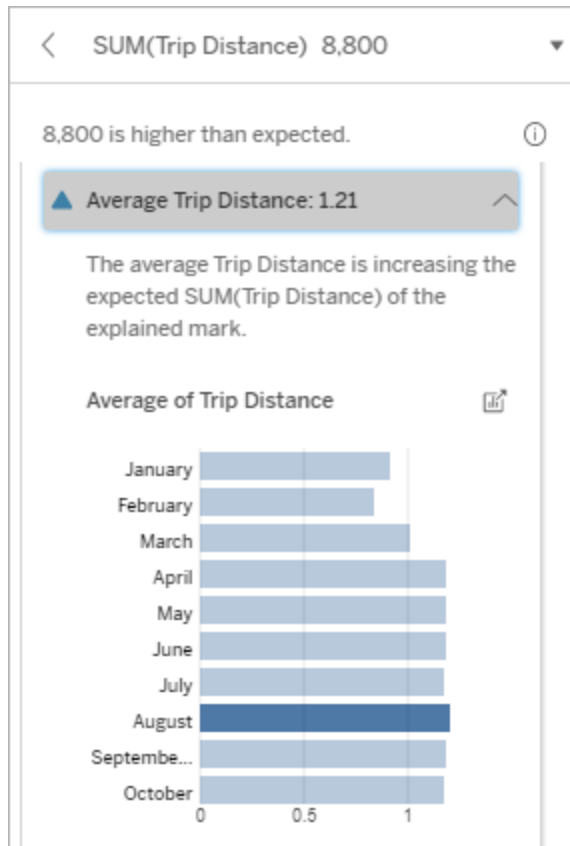 SUM(Trip Distance) 8,800
8,800 is higher than expected.
Average Trip Distance: 1.21
The average Trip Distance is increasing the
expected SUM(Trip Distance) of the
explained mark.
Average of Trip Distance
January
February
March
April
May
June
July
August
Septembe...
October
0 0.5 1